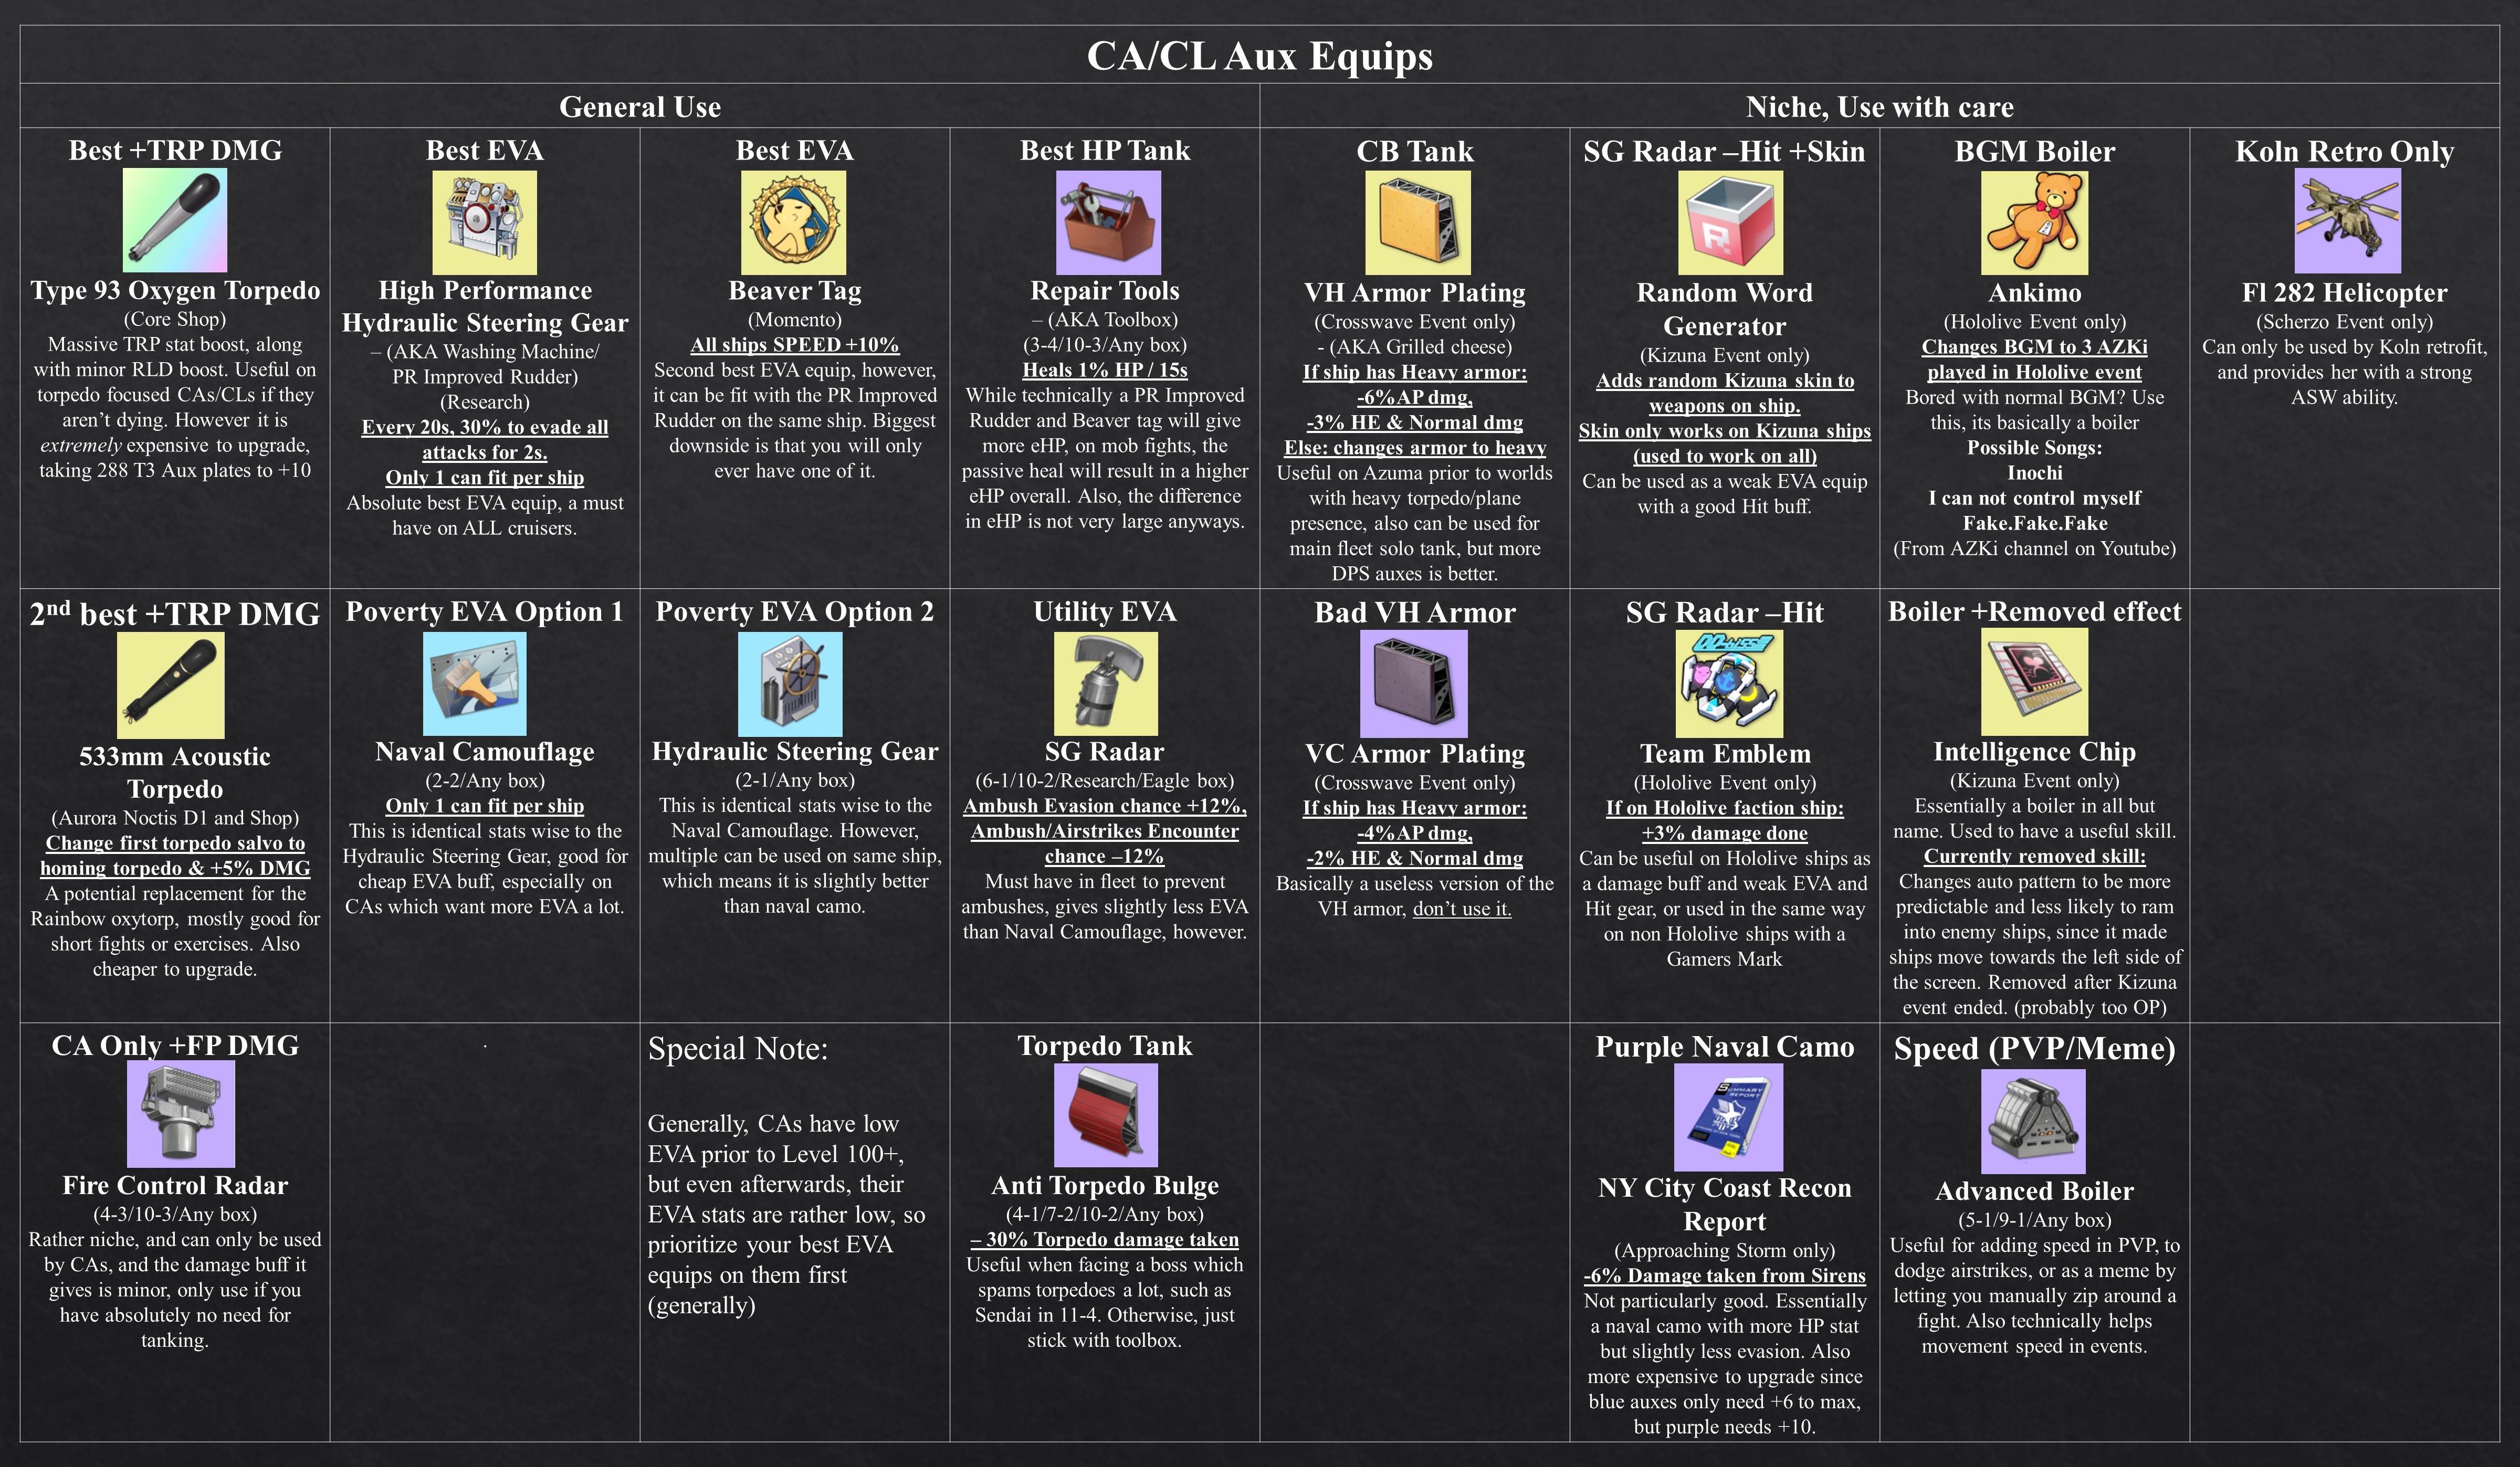 CA/CL Aux Equips
General Use
Niche, Use with care
Best +TRP DMG
Type 93 Oxygen Torpedo
(Core Shop)
Massive TRP stat boost, along
with minor RLD boost. Useful on
torpedo focused CAs/CLs if they
aren’t dying. However it is
extremely expensive to upgrade,
taking 288 T3 Aux plates to +10
Best EVA
High Performance
Hydraulic Steering Gear
– (AKA Washing Machine/
PR Improved Rudder)
(Research)
Every 20s, 30% to evade all
attacks for 2s.
Only 1 can fit per ship
Absolute best EVA equip, a must
have on ALL cruisers.
Best EVA
Beaver Tag
(Momento)
All ships SPEED +10%
Second best EVA equip, however,
it can be fit with the PR Improved
Rudder on the same ship. Biggest
downside is that you will only
ever have one of it.
Best HP Tank
Repair Tools
– (AKA Toolbox)
(3-4/10-3/Any box)
Heals 1% HP / 15s
While technically a PR Improved
Rudder and Beaver tag will give
more eHP, on mob fights, the
passive heal will result in a higher
eHP overall. Also, the difference
in eHP is not very large anyways.
CB Tank
VH Armor Plating
(Crosswave Event only)
- (AKA Grilled cheese)
If ship has Heavy armor:
-6%AP dmg,
-3% HE & Normal dmg
Else: changes armor to heavy
Useful on Azuma prior to worlds
with heavy torpedo/plane
presence, also can be used for
main fleet solo tank, but more
DPS auxes is better.
SG Radar –Hit +Skin
R
Random Word
Generator
(Kizuna Event only)
Adds random Kizuna skin to
weapons on ship.
Skin only works on Kizuna ships
(used to work on all)
Can be used as a weak EVA equip
with a good Hit buff.
BGM Boiler
Ankimo
(Hololive Event only)
Changes BGM to 3 AZKi
played in Hololive event
Bored with normal BGM? Use
this, its basically a boiler
Possible Songs:
Inochi
I can not control myself
Fake.Fake.Fake
(From AZKi channel on Youtube)
Koln Retro Only
Fl 282 Helicopter
(Scherzo Event only)
Can only be used by Koln retrofit,
and provides her with a strong
ASW ability.
2nd best +TRP DMG
533mm Acoustic
Torpedo
(Aurora Noctis D1 and Shop)
Change first torpedo salvo to
homing torpedo & +5% DMG
A potential replacement for the
Rainbow oxytorp, mostly good for
short fights or exercises. Also
cheaper to upgrade.
Poverty EVA Option 1
Naval Camouflage
(2-2/Any box)
Only 1 can fit per ship
This is identical stats wise to the
Hydraulic Steering Gear, good for
cheap EVA buff, especially on
CAs which want more EVA a lot.
Poverty EVA Option 2
Hydraulic Steering Gear
(2-1/Any box)
This is identical stats wise to the
Naval Camouflage. However,
multiple can be used on same ship,
which means it is slightly better
than naval camo.
Utility EVA
SG Radar
(6-1/10-2/Research/Eagle box)
Ambush Evasion chance +12%,
Ambush/Airstrikes Encounter
chance –12%
Must have in fleet to prevent
ambushes, gives slightly less EVA
than Naval Camouflage, however.
Bad VH Armor
VC Armor Plating
(Crosswave Event only)
If ship has Heavy armor:
-4%AP dmg,
-2% HE & Normal dmg
Basically a useless version of the
VH armor, don’t use it.
SG Radar –Hit
Team Emblem
(Hololive Event only)
If on Hololive faction ship:
+3% damage done
Can be useful on Hololive ships as
a damage buff and weak EVA and
Hit gear, or used in the same way
on non Hololive ships with a
Gamers Mark
Boiler +Removed effect
Intelligence Chip
(Kizuna Event only)
Essentially a boiler in all but
name. Used to have a useful skill.
Currently removed skill:
Changes auto pattern to be more
predictable and less likely to ram
into enemy ships, since it made
ships move towards the left side of
the screen. Removed after Kizuna
event ended. (probably too OP)
CA Only +FP DMG
Fire Control Radar
(4-3/10-3/Any box)
Rather niche, and can only be used
by CAs, and the damage buff it
gives is minor, only use if you
have absolutely no need for
tanking.
.
Special Note:
Generally, CAs have low
EVA prior to Level 100+,
but even afterwards, their
EVA stats are rather low, so
prioritize your best EVA
equips on them first
(generally)
Torpedo Tank
Anti Torpedo Bulge
(4-1/7-2/10-2/Any box)
– 30% Torpedo damage taken
Useful when facing a boss which
spams torpedoes a lot, such as
Sendai in 11-4. Otherwise, just
stick with toolbox.
Purple Naval Camo
SUMMARY
REPORT
NY City Coast Recon
Report
(Approaching Storm only)
-6% Damage taken from Sirens
Not particularly good. Essentially
a naval camo with more HP stat
but slightly less evasion. Also
more expensive to upgrade since
blue auxes only need +6 to max,
but purple needs +10.
Speed (PVP/Meme)
Advanced Boiler
(5-1/9-1/Any box)
Useful for adding speed in PVP, to
dodge airstrikes, or as a meme by
letting you manually zip around a
fight. Also technically helps
movement speed in events.